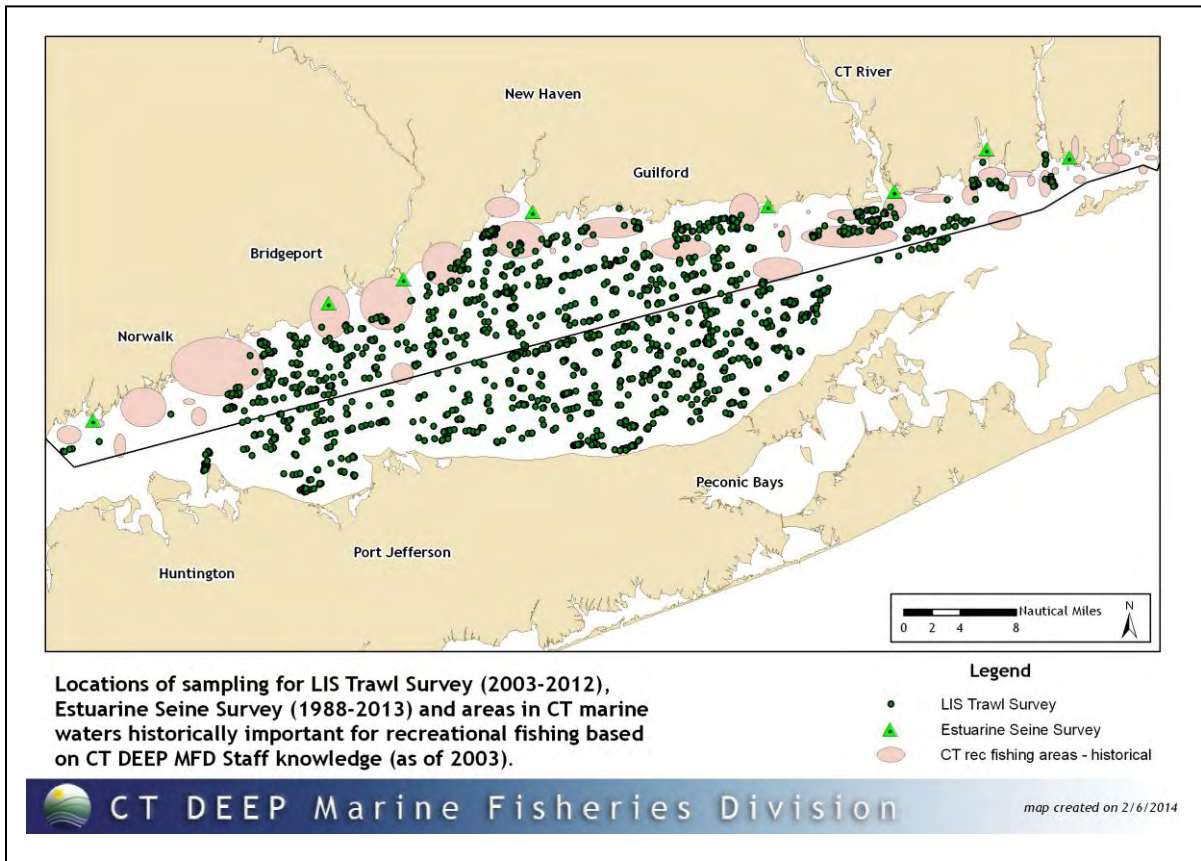 CT River
New Haven
Guilford
Bridgeport
Norwalk
Peconic Bays
Port Jefferson
Huntington
Nautical Miles
N
0 2 4 8
Locations of sampling for LIS Trawl Survey (2003-2012),
Estuarine Seine Survey (1988-2013) and areas in CT marine
waters historically important for recreational fishing based
on CT DEEP MFD Staff knowledge (as of 2003).
Legend
LIS Trawl Survey
Estuarine Seine Survey
CT rec fishing areas - historical
CT DEEP Marine Fisheries Division
map created on 2/6/2014